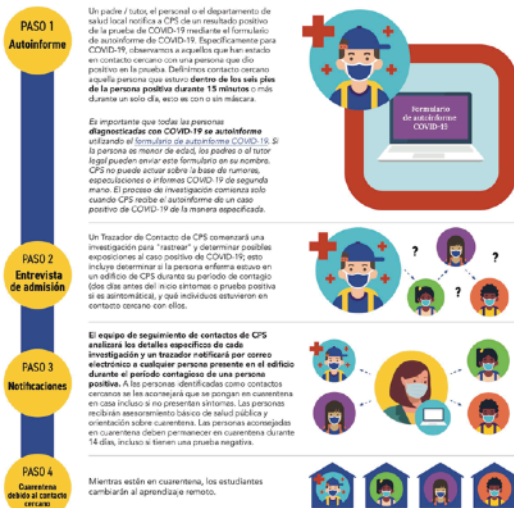 PASO 1
Autoinforme
Un padre / tutor, el personal o el departamento de
salud local notifica a CPS de un resultado positivo
de la prueba de COVID-19 mediante el formulario
de autoinforme de COVID-19. Específicamente para
COVID-19, observamos a aquellos que han estado
en contacto cercano con una persona que dio
positivo en la prueba. Definimos contacto cercano
aquella persona que estuvo dentro de los seis pies
de la persona positiva durante 15 minutos o más
durante un solo día, esto es con o sin máscara.
Es importante que todas las personas
diagnosticadas con COVID-19 se autoinforme
utilizando el formulario de autoinforme COVID-19. Si
la persona es menor de edad, los padres o el tutor
legal pueden enviar este formulario en su nombre.
CPS no puede actuar sobre la base de rumores,
especulaciones o informes COVID-19 de segunda
mano. El proceso de investigación comienza solo
cuando CPS recibe el autoinforme de un caso
positivo de COVID-19 de la manera especificada.
Formulario
de autoinforme
COVID-19
PASO 2
Entrevista
de admisión
Un Trazador de Contacto de CPS comenzará una
investigación para "rastrear" y determinar posibles
exposiciones al caso positivo de COVID-19; esto
incluye determinar si la persona enferma estuvo en
un edificio de CPS durante su período de contagio
(dos días antes del inicio síntomas o prueba positiva
si es asintomática), y qué individuos estuvieron en
contacto cercano con ellos.
?
?
?
PASO 3
Notificaciones
El equipo de seguimiento de contactos de CPS
analizará los detalles específicos de cada
investigación y un trazador notificará por correo
electrónico a cualquier persona presente en el edificio
durante el período contagioso de una persona
positiva. A las personas identificadas como contactos
cercanos se les aconsejará que se pongan en cuarentena
en casa incluso si no presentan síntomas. Las personas
recibirán asesoramiento básico de salud pública y
orientación sobre cuarentena. Las personas aconsejadas
en cuarentena deben permanecer en cuarentena durante
14 días, incluso si tienen una prueba negativa.
PASO 4
Cuarentena
debido al contacto
cercano
Mientras estén en cuarentena, los estudiantes
cambiarán al aprendizaje remoto.